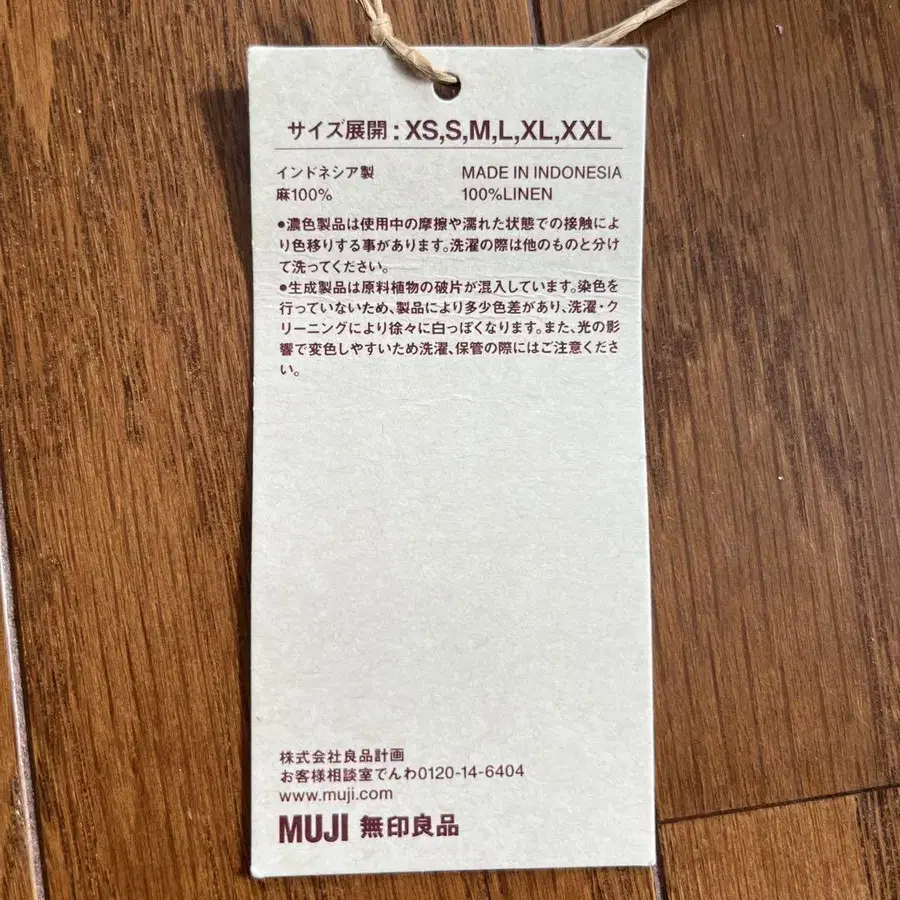 サイズ展開：XS,S,M,L,XL,XXL
インドネシア製 MADE IN INDONESIA
麻100% 100%LINEN
●濃色製品は使用中の摩擦や濡れた状態での接触によ
り色移りする事があります。洗濯の際は他のものと分け
て洗ってください。
●生成製品は原料植物の破片が混入しています。染色を
行っていないため、製品により多少色差があり、洗濯・ク
リーニングにより徐々に白っぽくなります。また、光の影
響で変色しやすいため洗濯、保管の際にはご注意くださ
い。
株式会社良品計画
お客様相談室でんわ0120-14-6404
www.muji.com
MUJI 無印良品